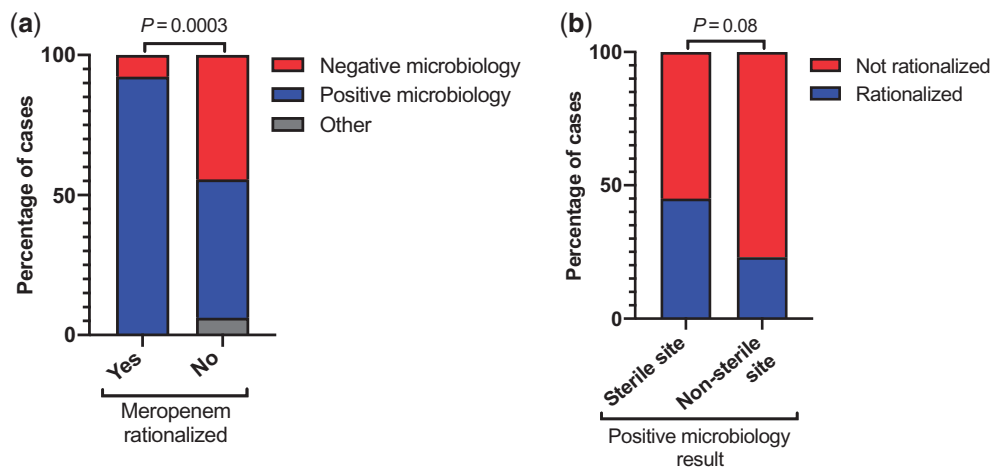 (a)
P = 0.0003
100
50
0
Percentage of cases
Negative microbiology
Positive microbiology
Other
Yes
No
Meropenem
rationalized
(b)
P = 0.08
100
50
0
Percentage of cases
Not rationalized
Rationalized
Sterile site
Non-sterile
site
Positive microbiology
result